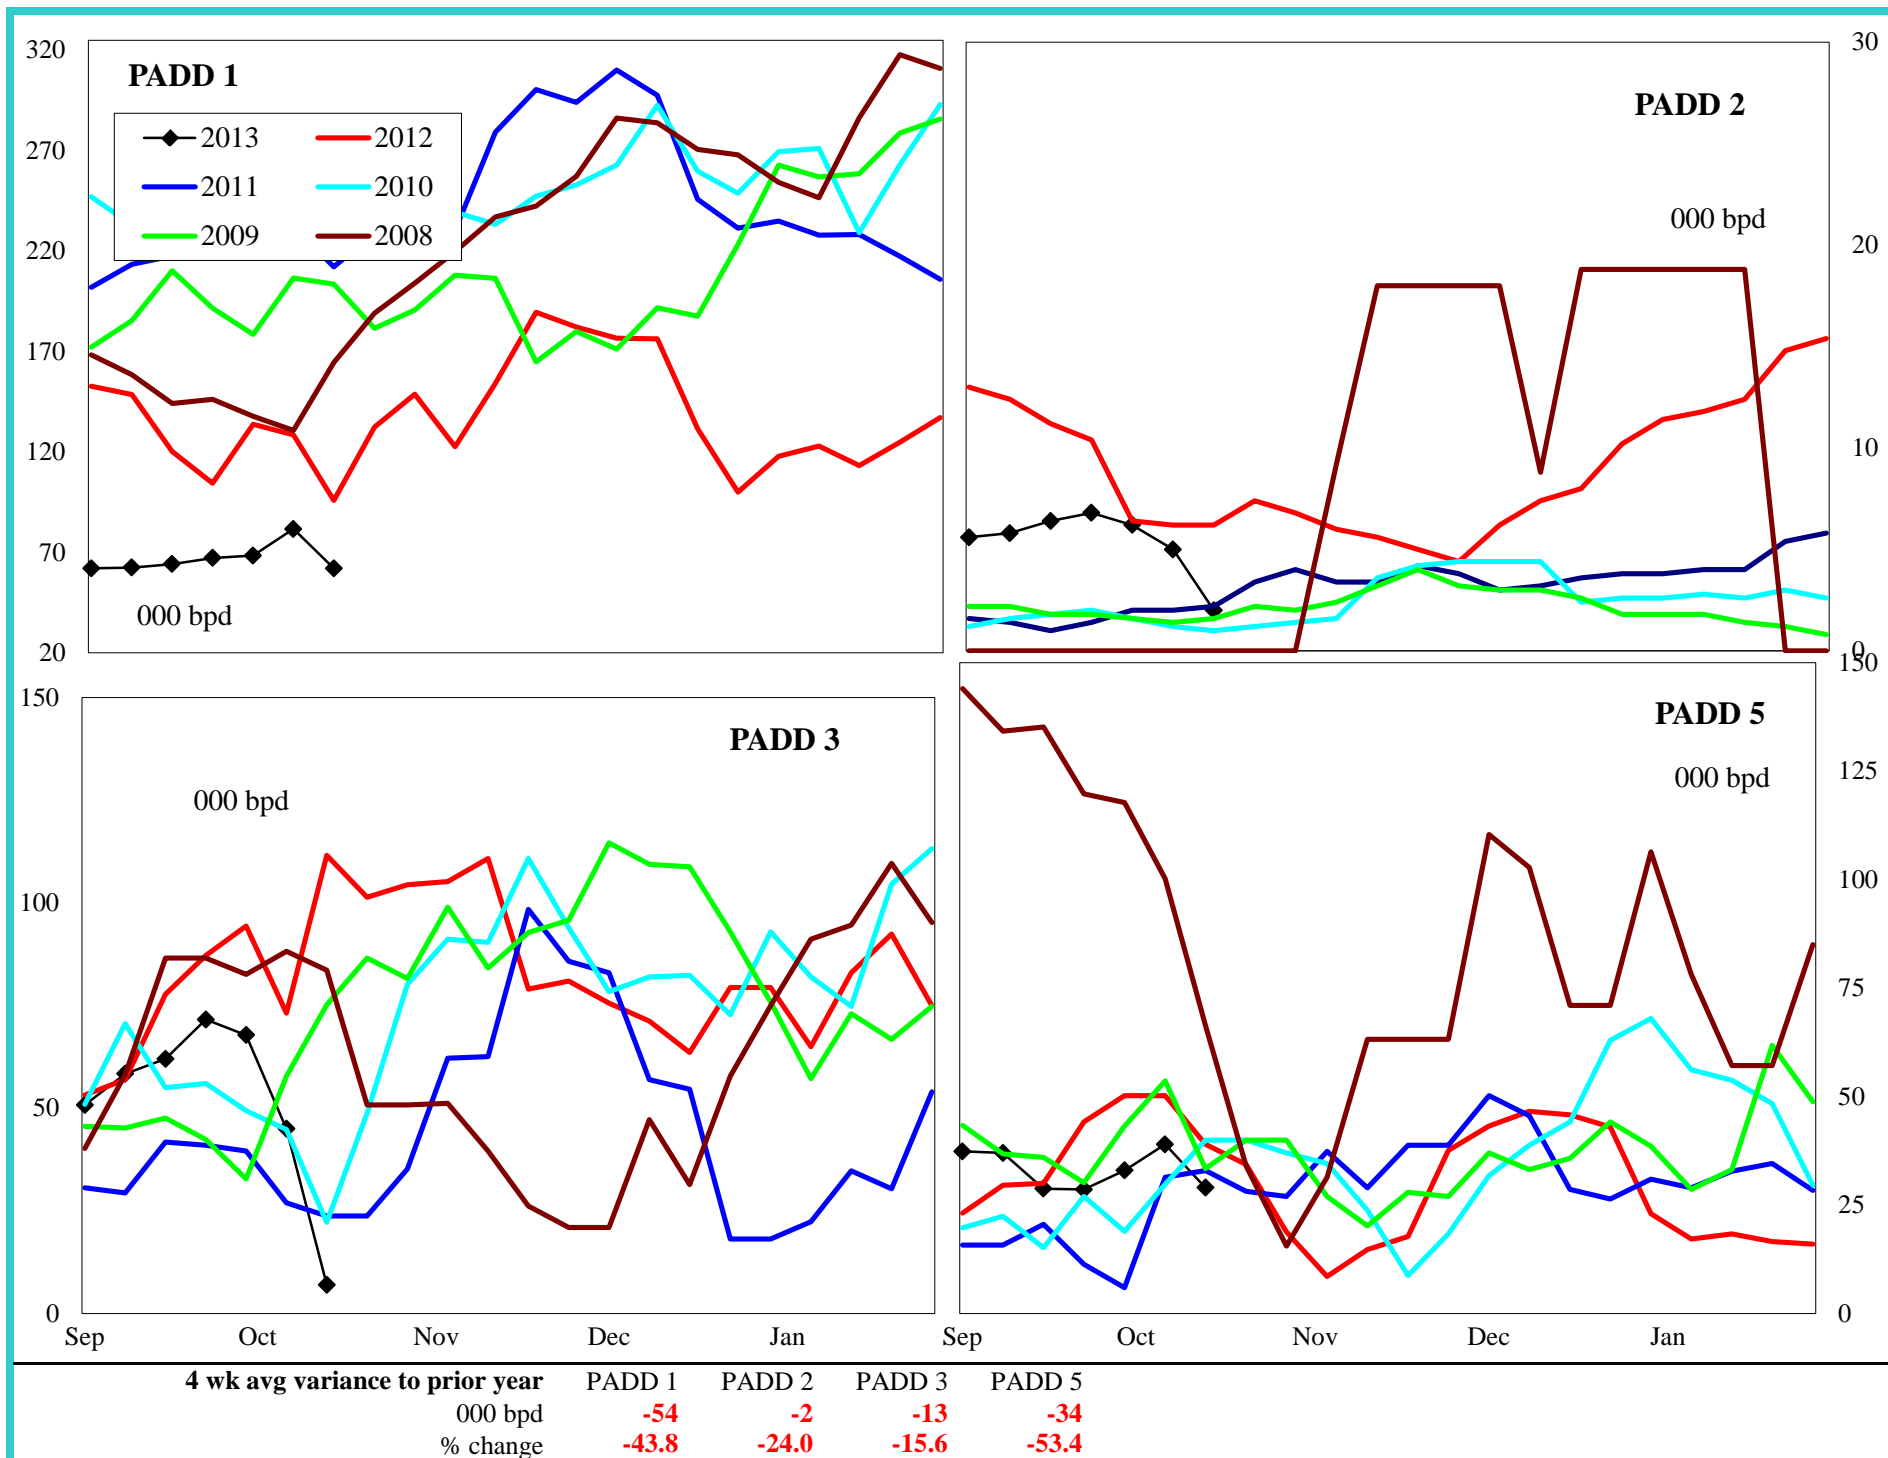 PADD 1
2013 2012
2011 2010
2009 2008
000 bpd
320
270
220
170
120
70
20
PADD 2
000 bpd
30
20
10
0
PADD 3
000 bpd
150
100
50
0
Sep Oct Nov Dec Jan
PADD 5
000 bpd
150
125
100
75
50
25
0
Sep Oct Nov Dec Jan
4 wk avg variance to prior year PADD 1 PADD 2 PADD 3 PADD 5
000 bpd -54 -2 -13 -34
% change -43.8 -24.0 -15.6 -53.4